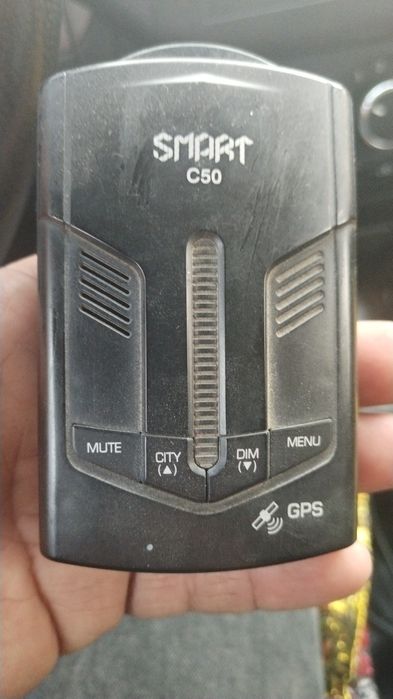 SMART
C50
MUTE
CITY
(▲)
DIM
(▼)
MENU
GPS